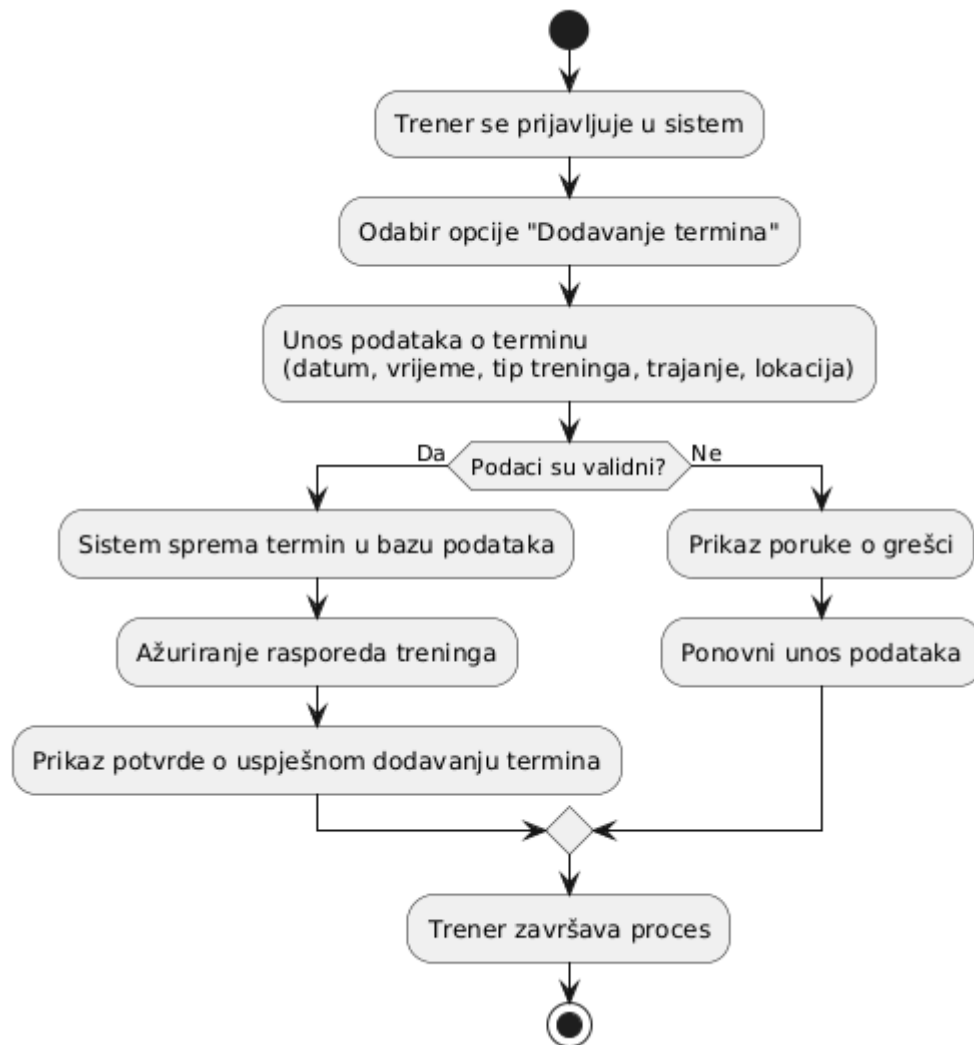 Trener se prijavljuje u sistem
Odabir opcije "Dodavanje termina"
Unos podataka o terminu
(datum, vrijeme, tip treninga, trajanje, lokacija)
Da
Podaci su validni?
Ne
Sistem sprema termin u bazu podataka
Prikaz poruke o grešci
Ažuriranje rasporeda treninga
Ponovni unos podataka
Prikaz potvrde o uspješnom dodavanju termina
Trener završava proces